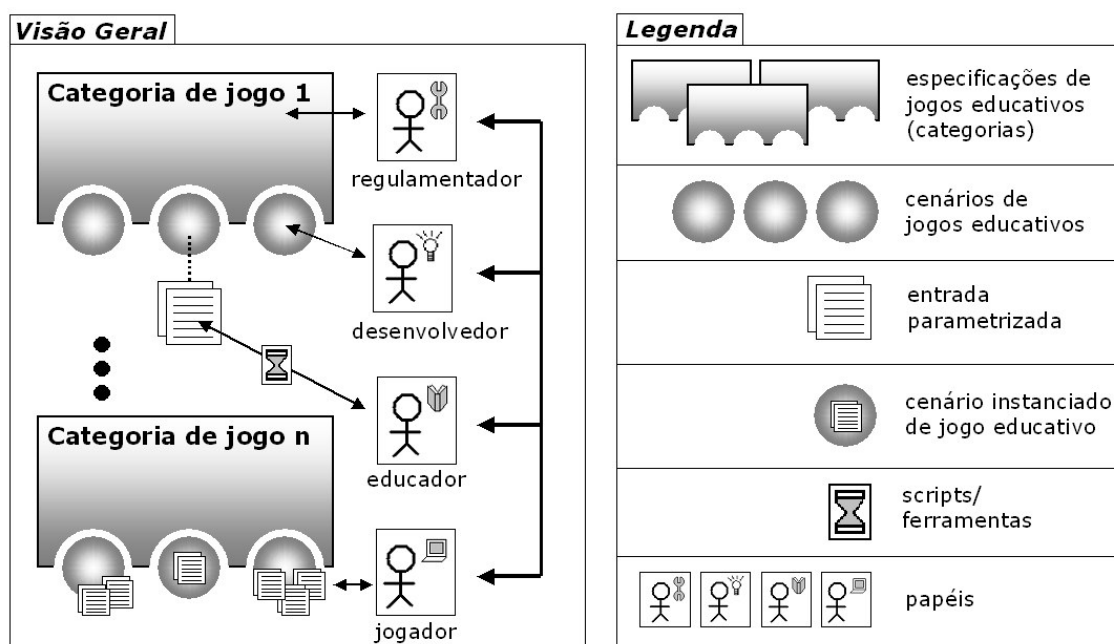 Visão Geral
Categoria de jogo 1
regulamentador
desenvolvedor
Categoria de jogo n
educador
jogador
Legenda
especificações de
jogos educativos
(categorias)
cenários de
jogos educativos
entrada
parametrizada
cenário instanciado
de jogo educativo
scripts/
ferramentas
papéis